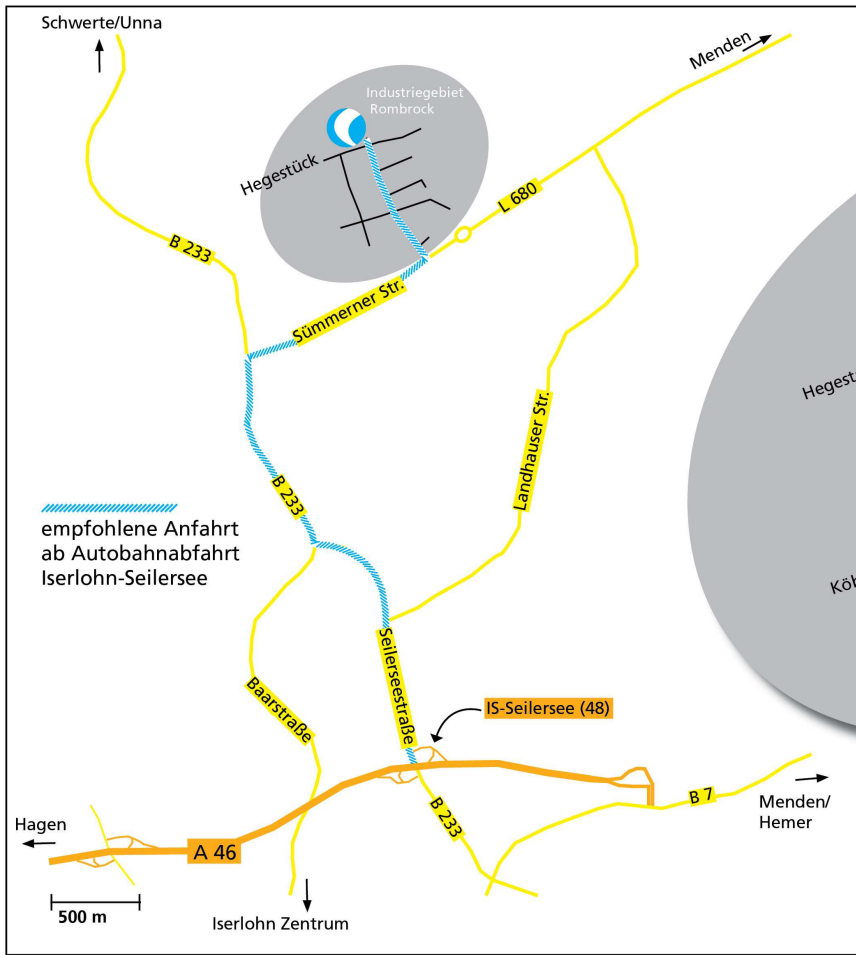 Schwerte/Unna
Menden
Industriegebiet
Rombrock
Hegestück
L 680
B 233
Sümmerner Str.
Landhauser Str.
B 233
empfohlene Anfahrt
ab Autobahnabfahrt
Iserlohn-Seilersee
Seilerseestraße
Baarstraße
IS-Seilersee (48)
B 233
B 7
Menden/
Hemer
Hagen
A 46
500 m
Iserlohn Zentrum